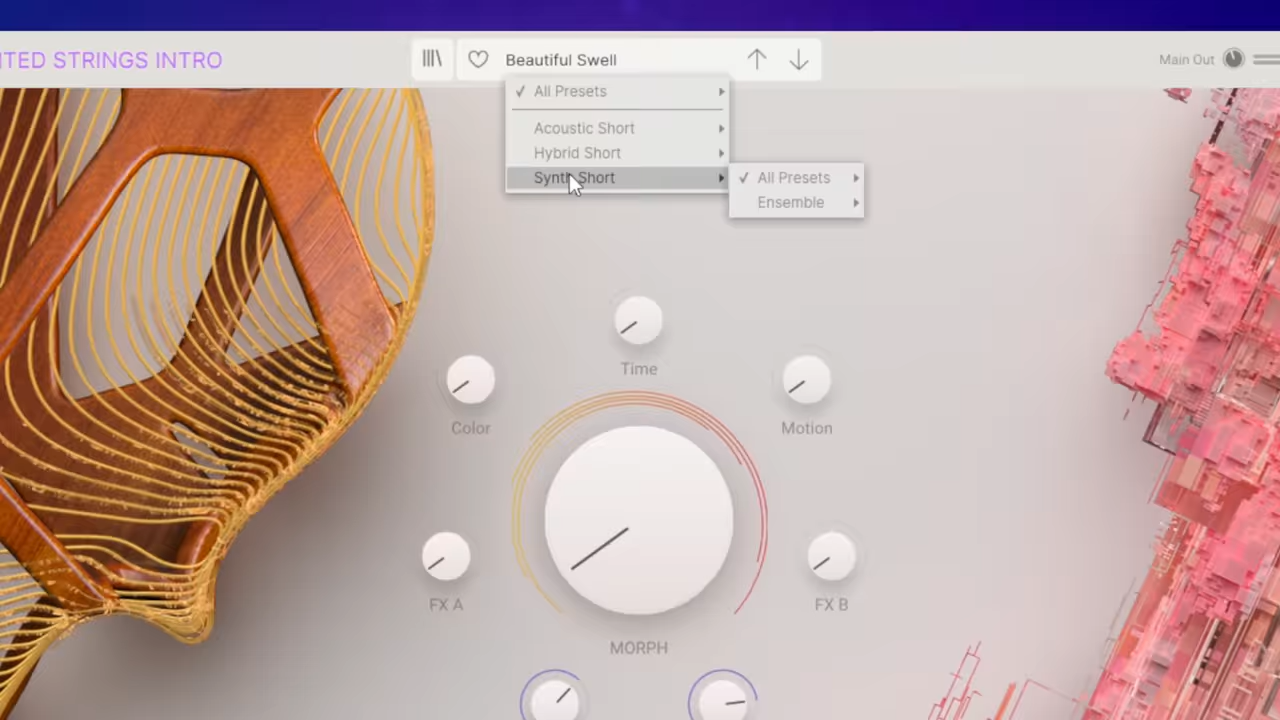 STRINGS INTRO
Beautiful Swell
Main Out
✓ All Presets
Acoustic Short
Hybrid Short
Synth Short
✓ All Presets
Ensemble
Time
Color
Motion
FX A
FX B
MORPH